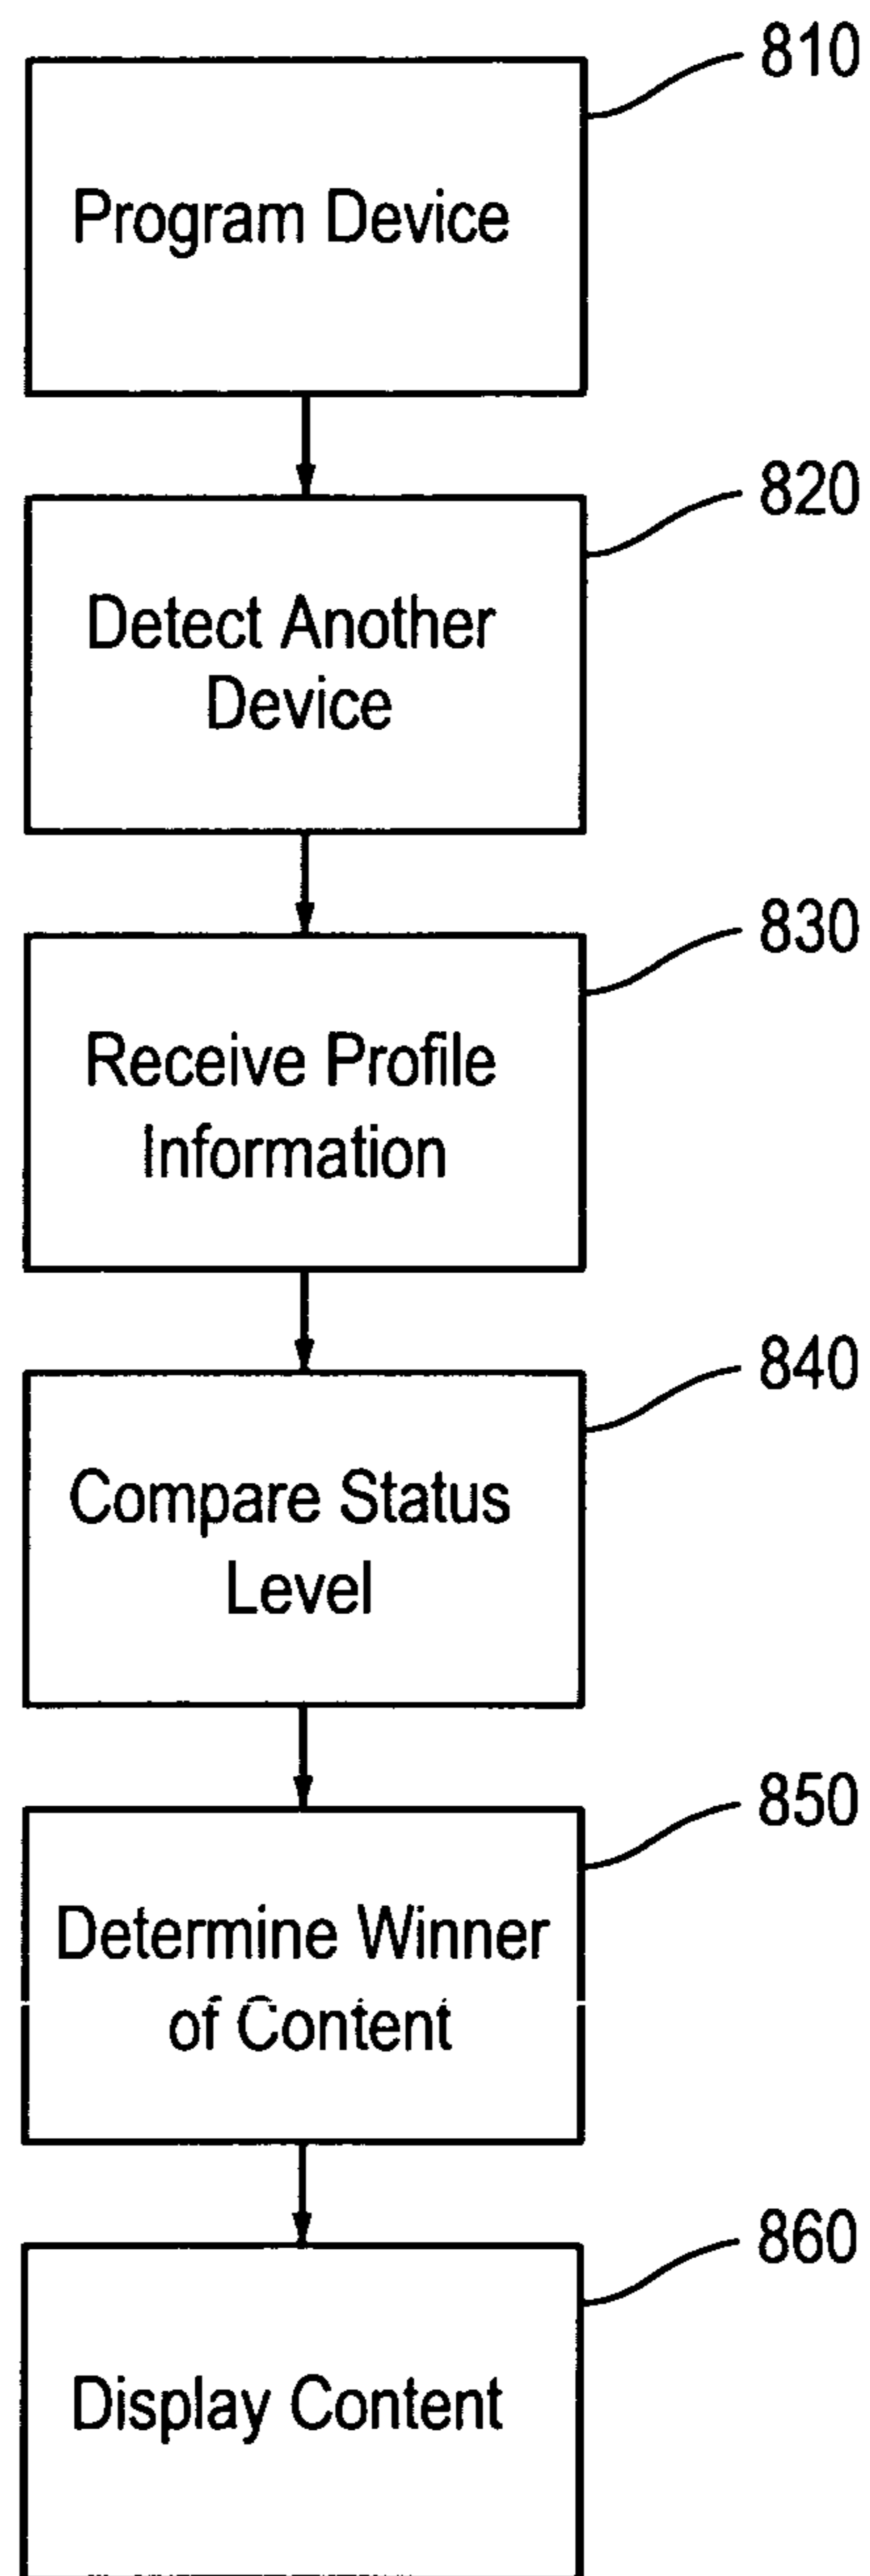 810
Program Device
820
Detect Another
Device
830
Receive Profile
Information
840
Compare Status
Level
850
Determine Winner
of Content
860
Display Content